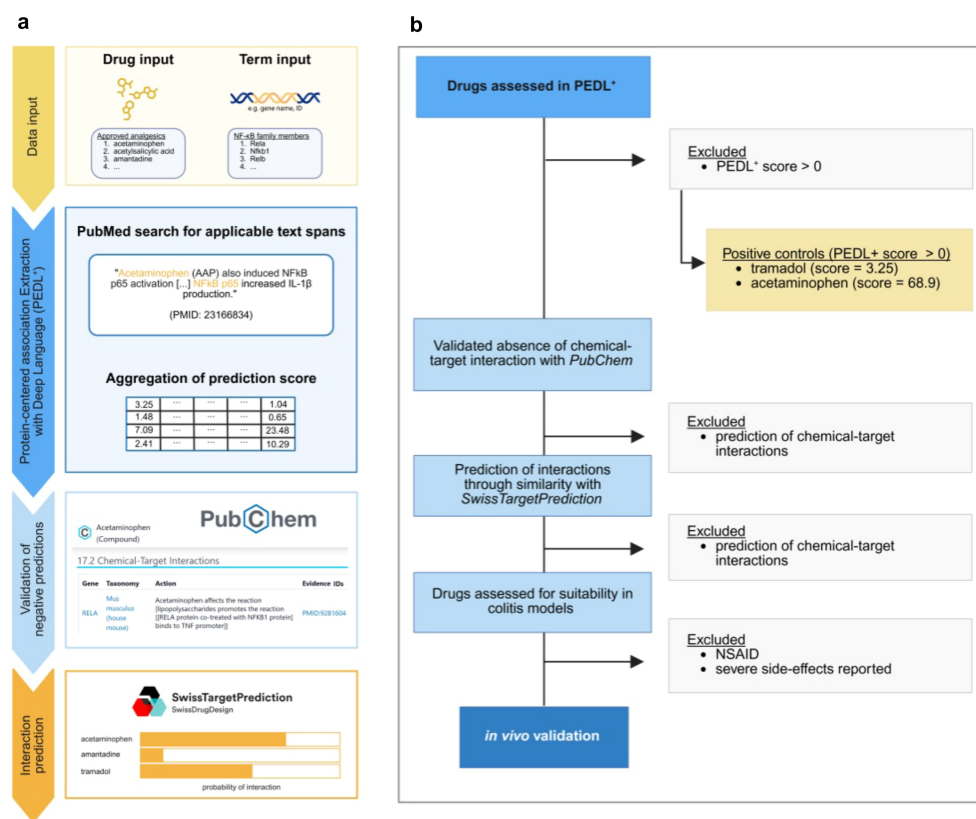 a
Data input
Drug input
Approved analgesics
1. acetaminophen
2. acetylsalicylic acid
3. amantadine
4. ...
Term input
e.g. gene name, ID
NF-κB family members
1. Rela
2. Nfkb1
3. Relb
4. ...
Protein-centered association Extraction
with Deep Language (PEDL⁺)
PubMed search for applicable text spans
"Acetaminophen (AAP) also induced NFkB
p65 activation [...] NFkB p65 increased IL-1β
production."
(PMID: 23166834)
Aggregation of prediction score
3.25 ... ... ... 1.04
1.48 ... ... ... 0.65
7.09 ... ... ... 23.48
2.41 ... ... ... 10.29
Validation of
negative predictions
C
Acetaminophen
(Compound)
PubChem
17.2 Chemical-Target Interactions
Gene Taxonomy Action Evidence IDs
RELA
Mus
musculus
(house
mouse)
Acetaminophen affects the reaction
[lipopolysaccharides promotes the reaction
[[RELA protein co-treated with NFKB1 protein]
binds to TNF promoter]]
PMID:9281604
Interaction
prediction
SwissTargetPrediction
SwissDrugDesign
acetaminophen
amantadine
tramadol
probability of interaction
b
Drugs assessed in PEDL⁺
Excluded
• PEDL⁺ score > 0
Positive controls (PEDL+ score > 0)
• tramadol (score = 3.25)
• acetaminophen (score = 68.9)
Validated absence of chemical-
target interaction with PubChem
Excluded
• prediction of chemical-target
interactions
Prediction of interactions
through similarity with
SwissTargetPrediction
Excluded
• prediction of chemical-target
interactions
Drugs assessed for suitability in
colitis models
Excluded
• NSAID
• severe side-effects reported
in vivo validation